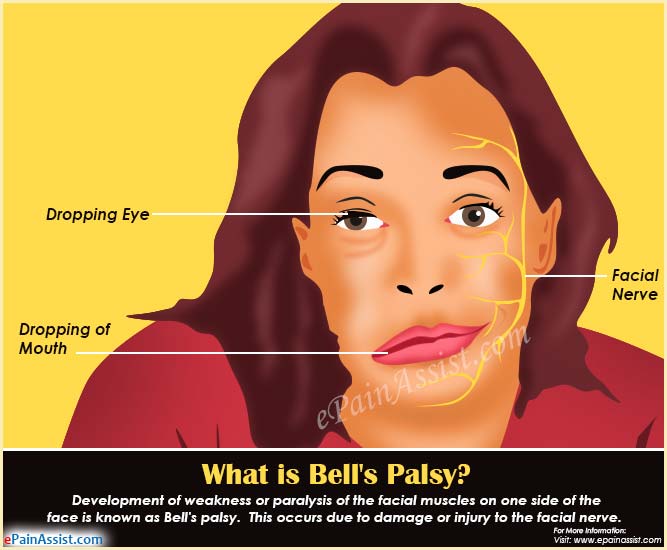 Dropping Eye
Facial
Nerve
Dropping of
Mouth
ePainAssist.com
What is Bell's Palsy?
Development of weakness or paralysis of the facial muscles on one side of the
face is known as Bell's palsy. This occurs due to damage or injury to the facial nerve.
ePainAssist.com
For More Information:
Visit: www.epainassist.com